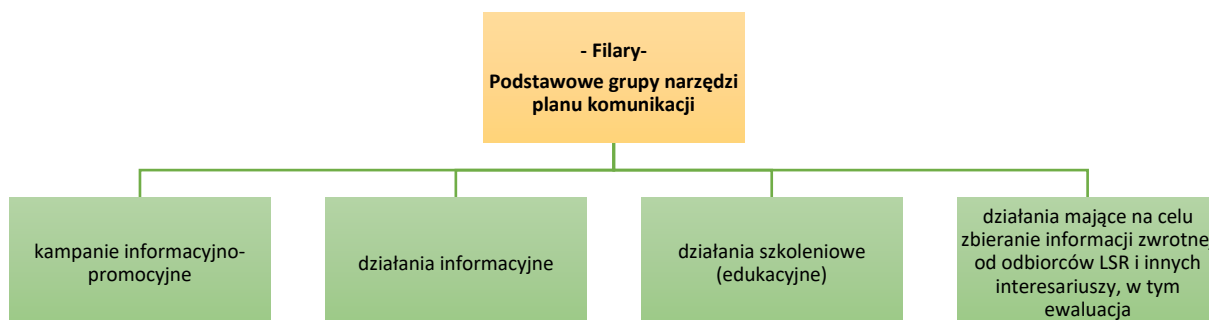 - Filary-
Podstawowe grupy narzędzi
planu komunikacji
kampanie informacyjno-
promocyjne
działania informacyjne
działania szkoleniowe
(edukacyjne)
działania mające na celu
zbieranie informacji zwrotnej
od odbiorców LSR i innych
interesariuszy, w tym
ewaluacja